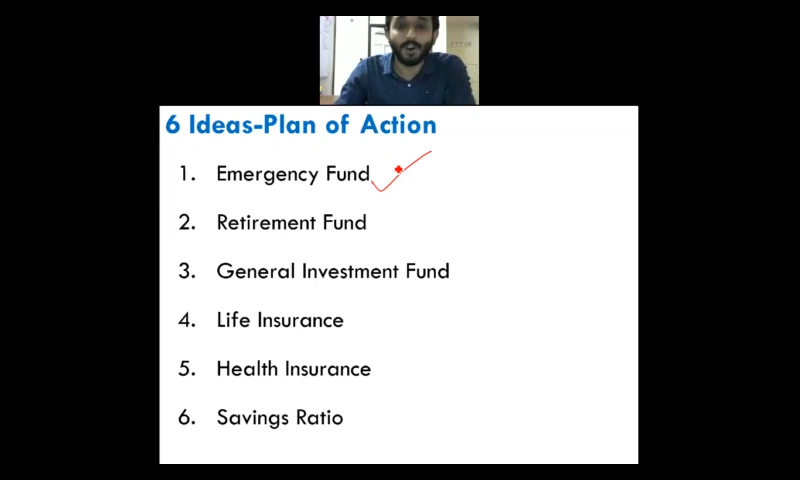 6 Ideas-Plan of Action
1. Emergency Fund
2. Retirement Fund
3. General Investment Fund
4. Life Insurance
5. Health Insurance
6. Savings Ratio